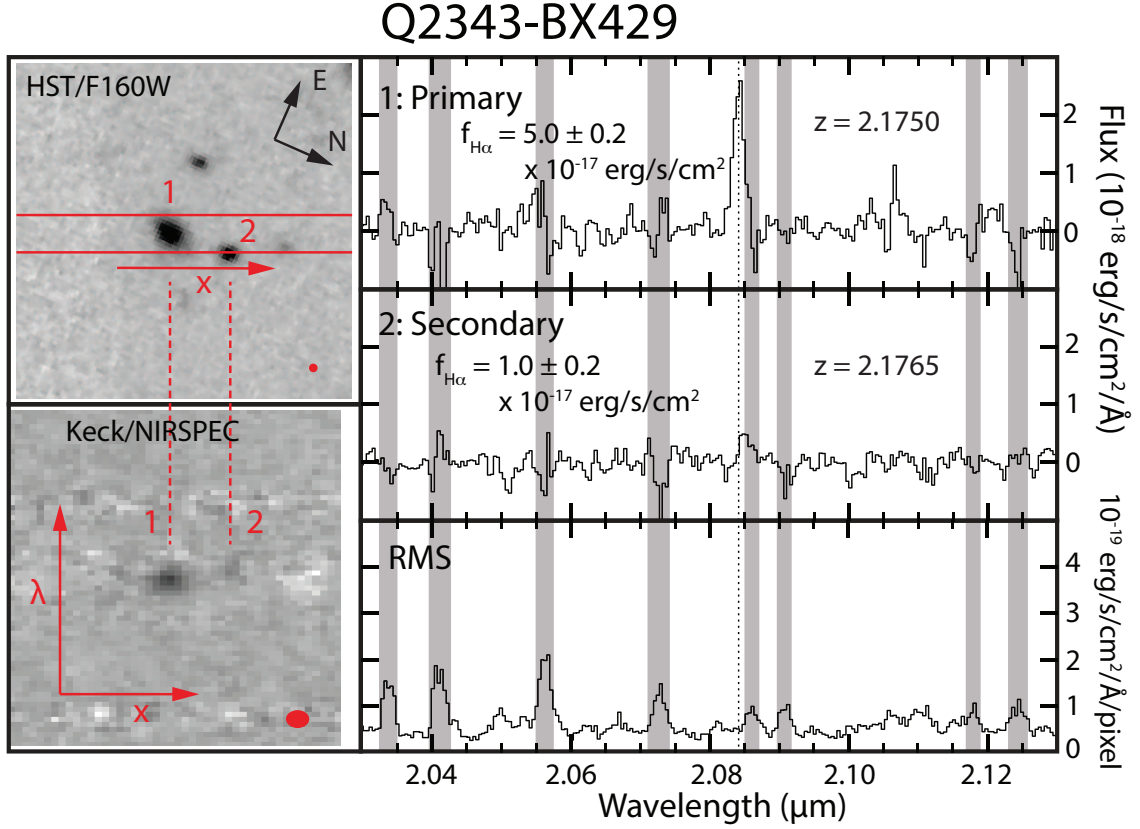 Q2343-BX429
HST/F160W
E
N
1
2
x
Keck/NIRSPEC
1
2
λ
x
1: Primary
fHα = 5.0 ± 0.2
x 10-17 erg/s/cm2
z = 2.1750
2
1
0
2: Secondary
fHα = 1.0 ± 0.2
x 10-17 erg/s/cm2
z = 2.1765
2
1
0
RMS
4
3
2
1
0
Flux (10-18 erg/s/cm2/Å)
10-19 erg/s/cm2/Å/pixel
2.04 2.06 2.08 2.10 2.12
Wavelength (μm)